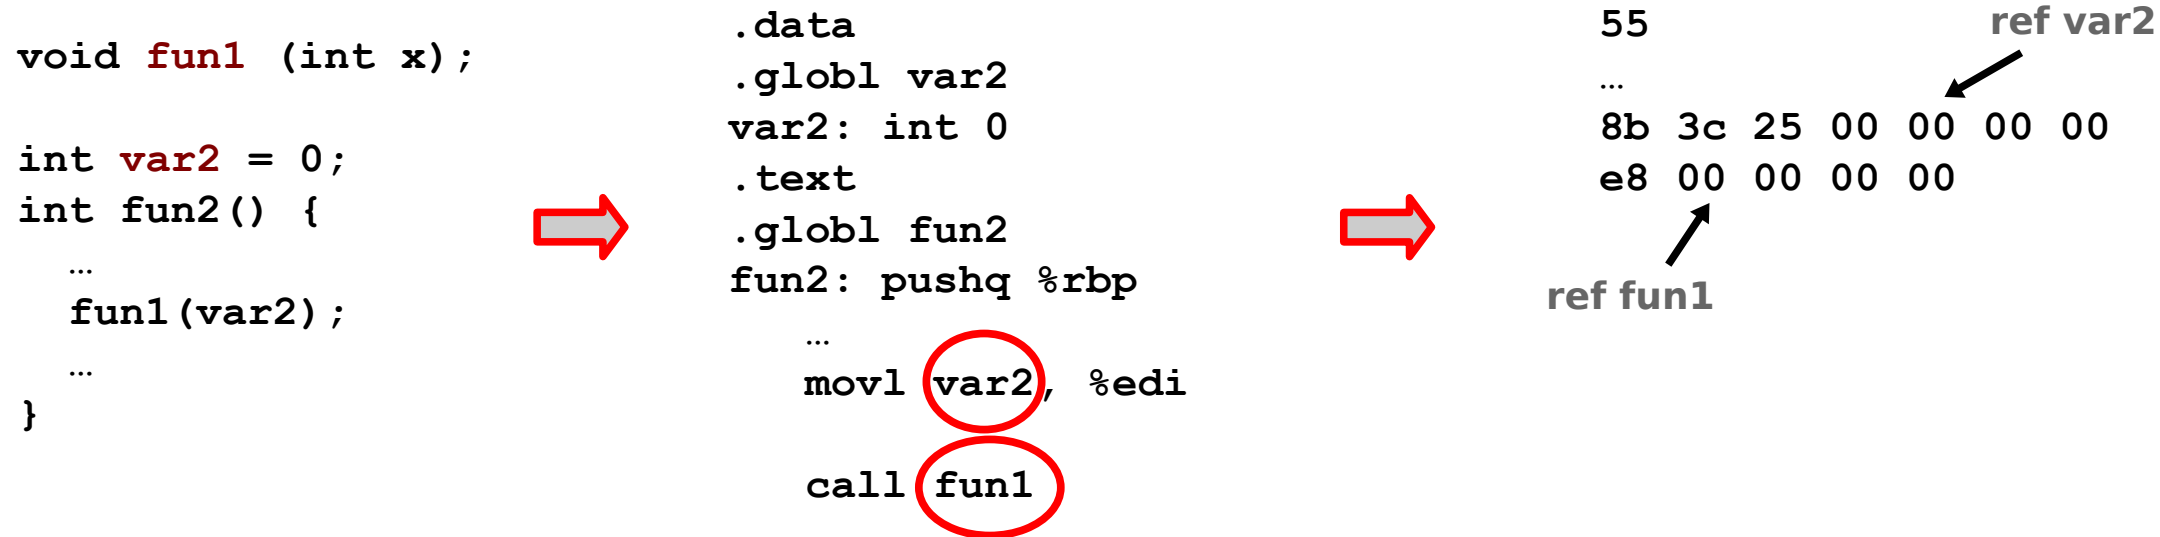 void fun1 (int x);
int var2 = 0;
int fun2() {
…
fun1(var2);
…
}
.data
.globl var2
var2: int 0
.text
.globl fun2
fun2: pushq %rbp
…
movl var2, %edi
call fun1
55
…
8b 3c 25 00 00 00 00
e8 00 00 00 00
ref var2
ref fun1